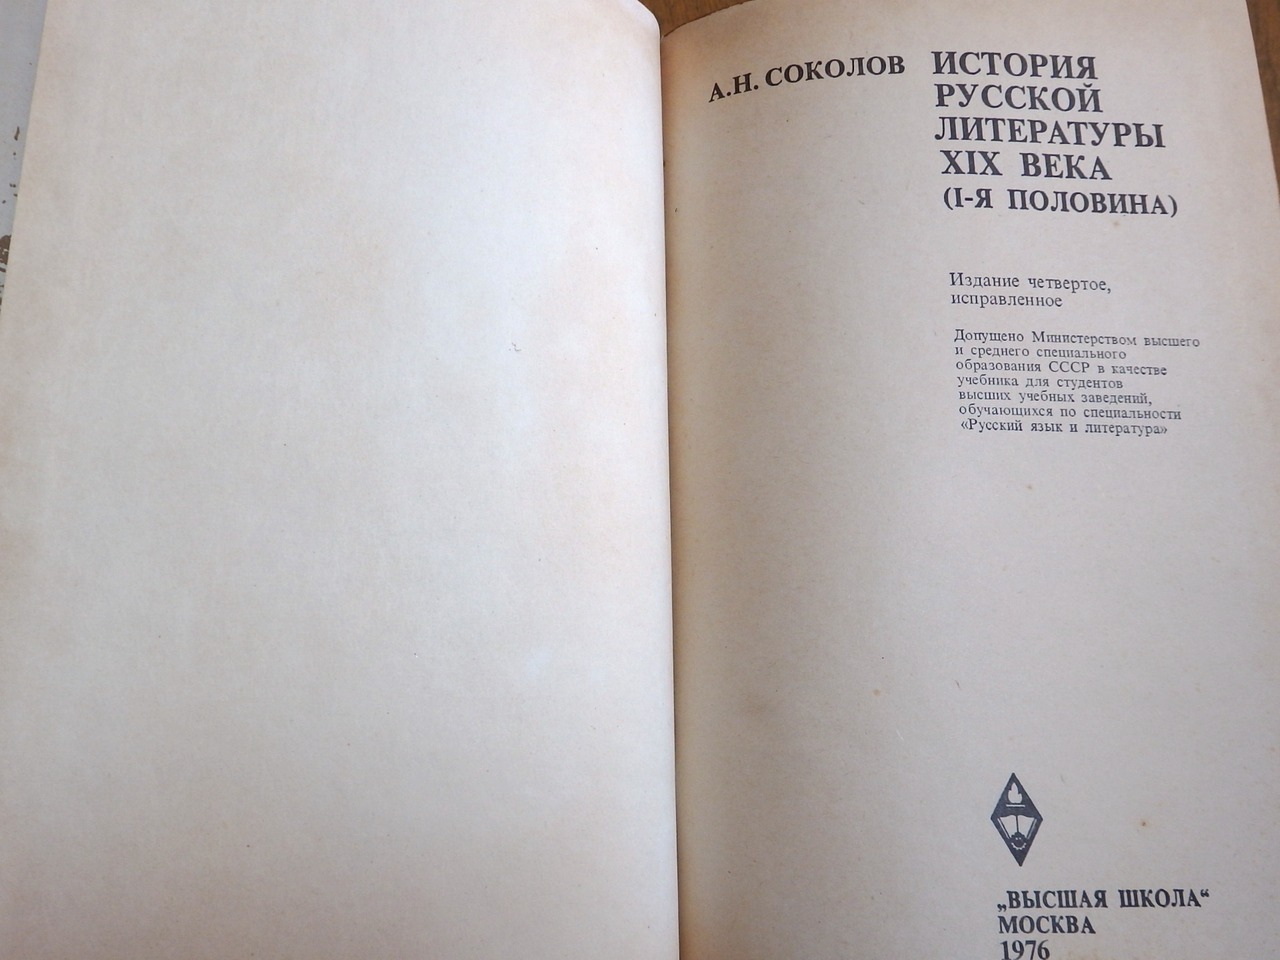 А.Н. СОКОЛОВ
ИСТОРИЯ
РУССКОЙ
ЛИТЕРАТУРЫ
XIX ВЕКА
(I-Я ПОЛОВИНА)
Издание четвертое,
исправленное
Допущено Министерством высшего
и среднего специального
образования СССР в качестве
учебника для студентов
высших учебных заведений,
обучающихся по специальности
«Русский язык и литература»
„ВЫСШАЯ ШКОЛА“
МОСКВА
1976